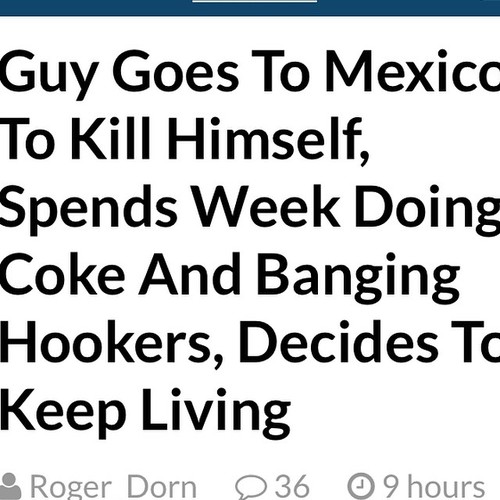 Guy Goes To Mexico
To Kill Himself,
Spends Week Doing
Coke And Banging
Hookers, Decides To
Keep Living
Roger Dorn 36 9 hours